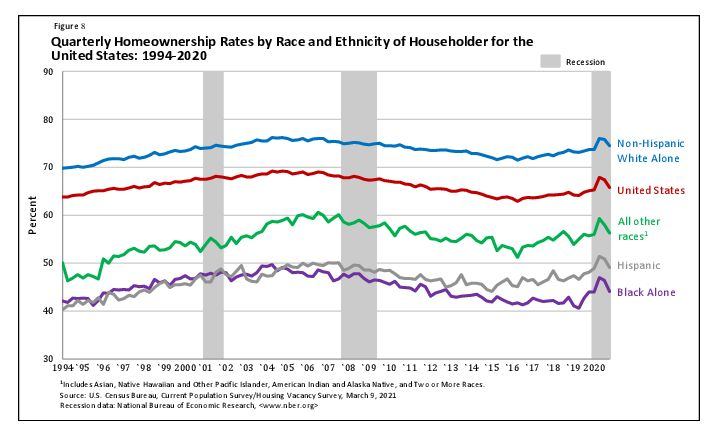 Figure 8
Quarterly Homeownership Rates by Race and Ethnicity of Householder for the
United States: 1994-2020
Recession
90
80
70
60
50
40
30
Percent
Non-Hispanic
White Alone
United States
All other
races¹
Hispanic
Black Alone
1994 '95 '96 '97 '98 '99 2000 '01 '02 '03 '04 '05 '06 '07 '08 '09 '10 '11 '12 '13 '14 '15 '16 '17 '18 '19 2020
¹Includes Asian, Native Hawaiian and Other Pacific Islander, American Indian and Alaska Native, and Two or More Races.
Source: U.S. Census Bureau, Current Population Survey/Housing Vacancy Survey, March 9, 2021
Recession data: National Bureau of Economic Research, <www.nber.org>